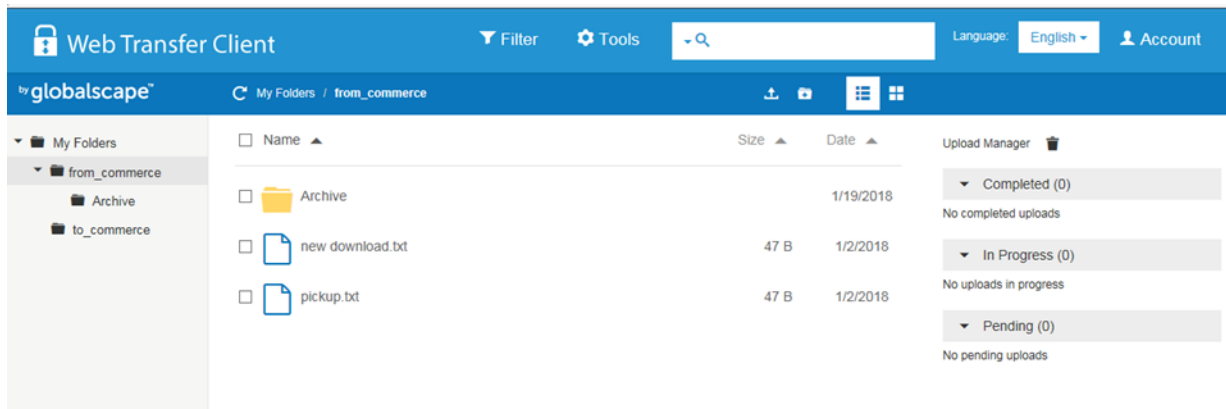 Web Transfer Client
Filter
Tools
Language:
English
Account
by globalscape™
My Folders / from_commerce
My Folders
from_commerce
Archive
to_commerce
Name
Size
Date
Archive 1/19/2018
new download.txt 47 B 1/2/2018
pickup.txt 47 B 1/2/2018
Upload Manager
Completed (0)
No completed uploads
In Progress (0)
No uploads in progress
Pending (0)
No pending uploads